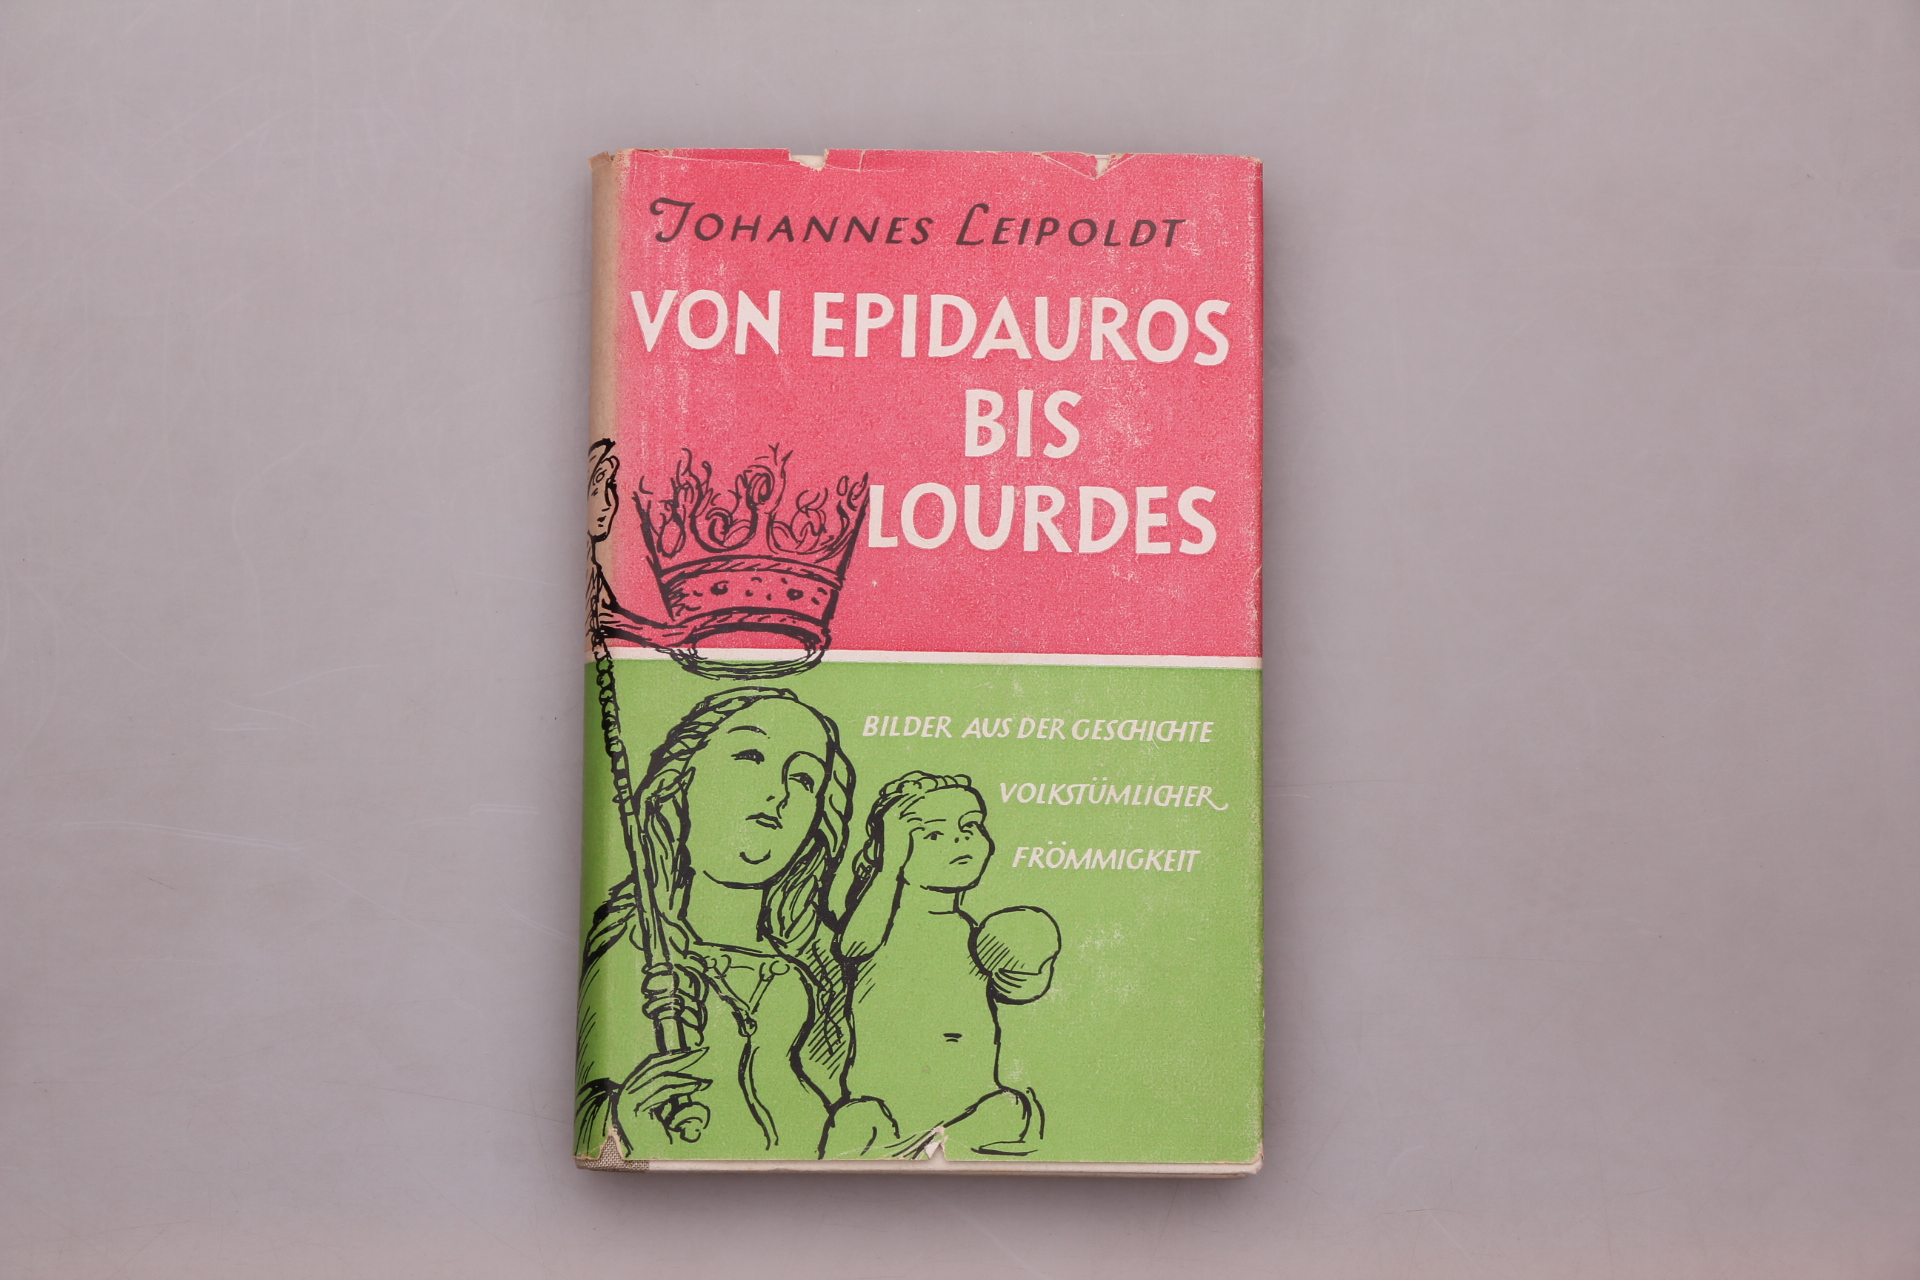 JOHANNES LEIPOLDT
VON EPIDAUROS
BIS
LOURDES
BILDER AUS DER GESCHICHTE
VOLKSTÜMLICHER
FRÖMMIGKEIT